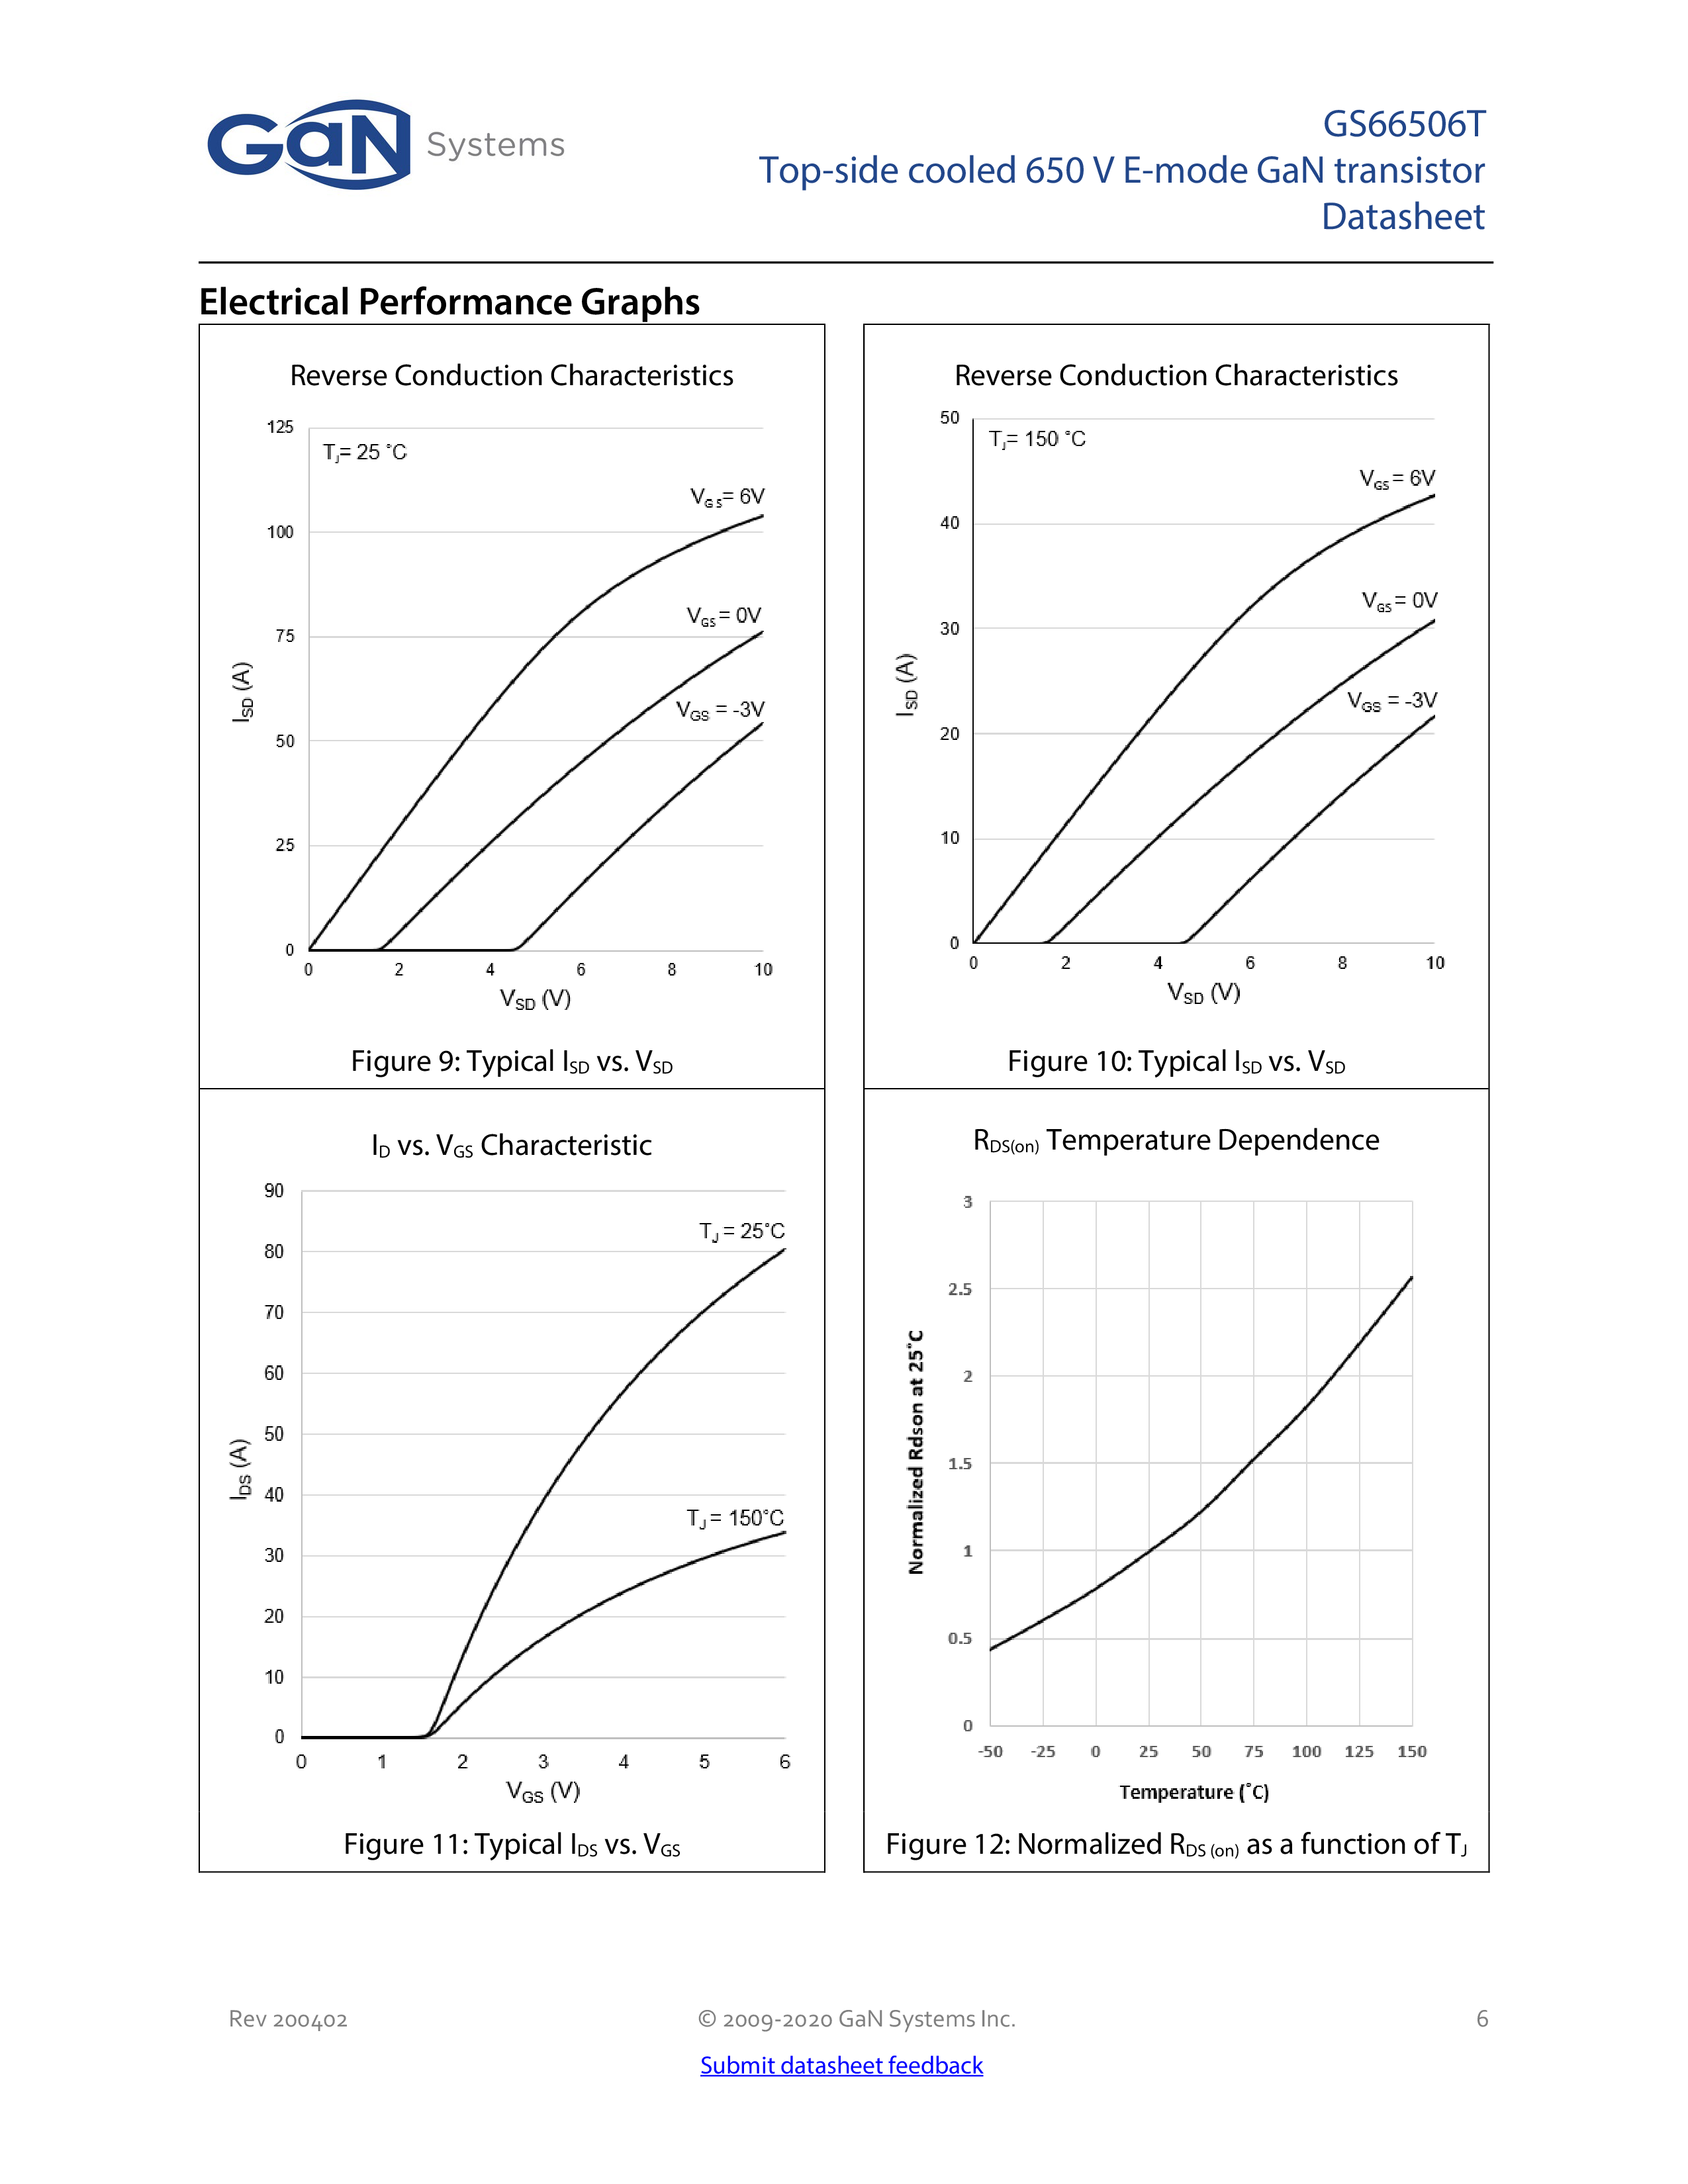 GaN Systems
GS66506T
Top-side cooled 650 V E-mode GaN transistor
Datasheet
Electrical Performance Graphs
Reverse Conduction Characteristics
125
TJ= 25 °C
VGS= 6V
100
VGS= 0V
75
ISD (A)
VGS = -3V
50
25
0
0 2 4 6 8 10
VSD (V)
Figure 9: Typical ISD vs. VSD
Reverse Conduction Characteristics
50
TJ= 150 °C
VGS= 6V
40
VGS= 0V
30
ISD (A)
VGS = -3V
20
10
0
0 2 4 6 8 10
VSD (V)
Figure 10: Typical ISD vs. VSD
ID vs. VGS Characteristic
90
TJ = 25°C
80
70
60
50
IDS (A)
40
TJ = 150°C
30
20
10
0
0 1 2 3 4 5 6
VGS (V)
Figure 11: Typical IDS vs. VGS
RDS(on) Temperature Dependence
3
2.5
2
Normalized Rdson at 25°C
1.5
1
0.5
0
-50 -25 0 25 50 75 100 125 150
Temperature (°C)
Figure 12: Normalized RDS (on) as a function of TJ
Rev 200402 © 2009-2020 GaN Systems Inc. 6
Submit datasheet feedback